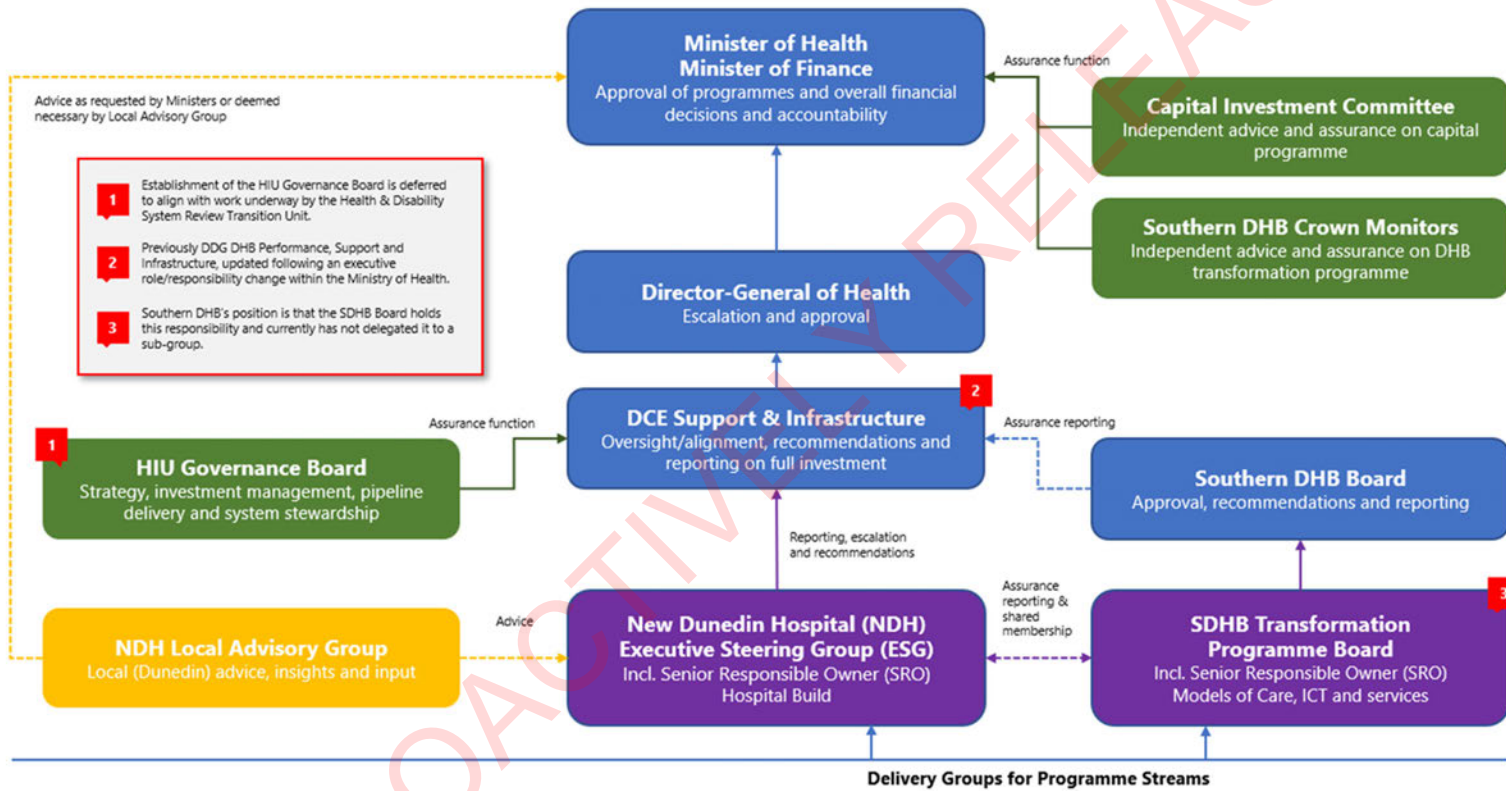 Minister of Health
Minister of Finance
Approval of programmes and overall financial
decisions and accountability
Assurance function
Capital Investment Committee
Independent advice and assurance on capital
programme
Southern DHB Crown Monitors
Independent advice and assurance on DHB
transformation programme
Advice as requested by Ministers or deemed
necessary by Local Advisory Group
1
Establishment of the HIU Governance Board is deferred
to align with work underway by the Health & Disability
System Review Transition Unit.
2
Previously DDG DHB Performance, Support and
Infrastructure, updated following an executive
role/responsibility change within the Ministry of Health.
3
Southern DHB's position is that the SDHB Board holds
this responsibility and currently has not delegated it to a
sub-group.
Director-General of Health
Escalation and approval
2
DCE Support & Infrastructure
Oversight/alignment, recommendations and
reporting on full investment
Assurance function
Assurance reporting
1
HIU Governance Board
Strategy, investment management, pipeline
delivery and system stewardship
Southern DHB Board
Approval, recommendations and reporting
Reporting, escalation
and recommendations
Assurance
reporting &
shared
membership
NDH Local Advisory Group
Local (Dunedin) advice, insights and input
Advice
New Dunedin Hospital (NDH)
Executive Steering Group (ESG)
Incl. Senior Responsible Owner (SRO)
Hospital Build
3
SDHB Transformation
Programme Board
Incl. Senior Responsible Owner (SRO)
Models of Care, ICT and services
Delivery Groups for Programme Streams
OACTIVELY RELEAS